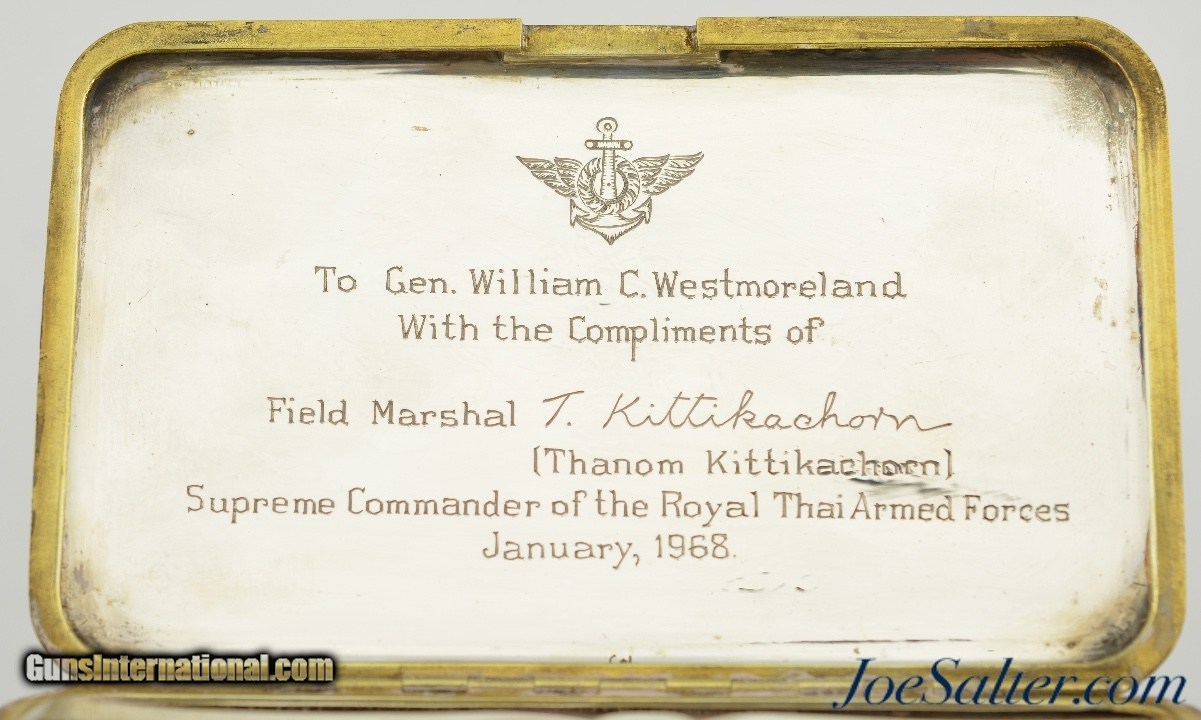 To Gen. William C. Westmoreland
With the Compliments of
Field Marshal T. Kittikachorn
(Thanom Kittikachorn)
Supreme Commander of the Royal Thai Armed Forces
January, 1968.
GunsInternational.com
JoeSalter.com